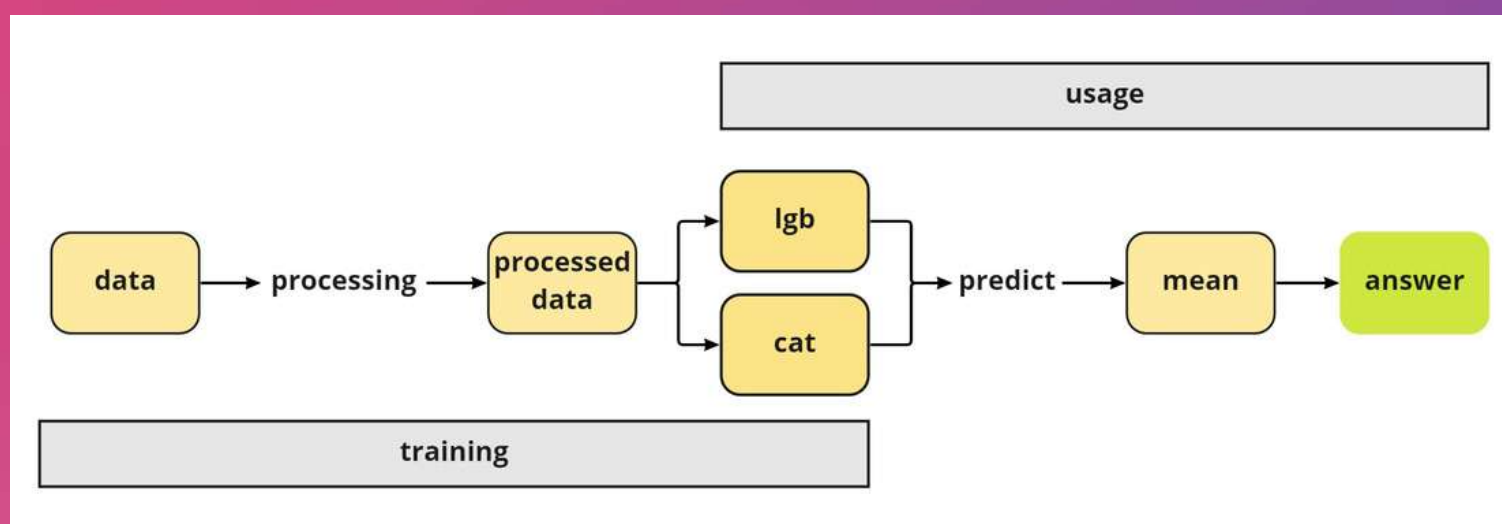 usage
lgb
data
processing
processed
data
cat
predict
mean
answer
training